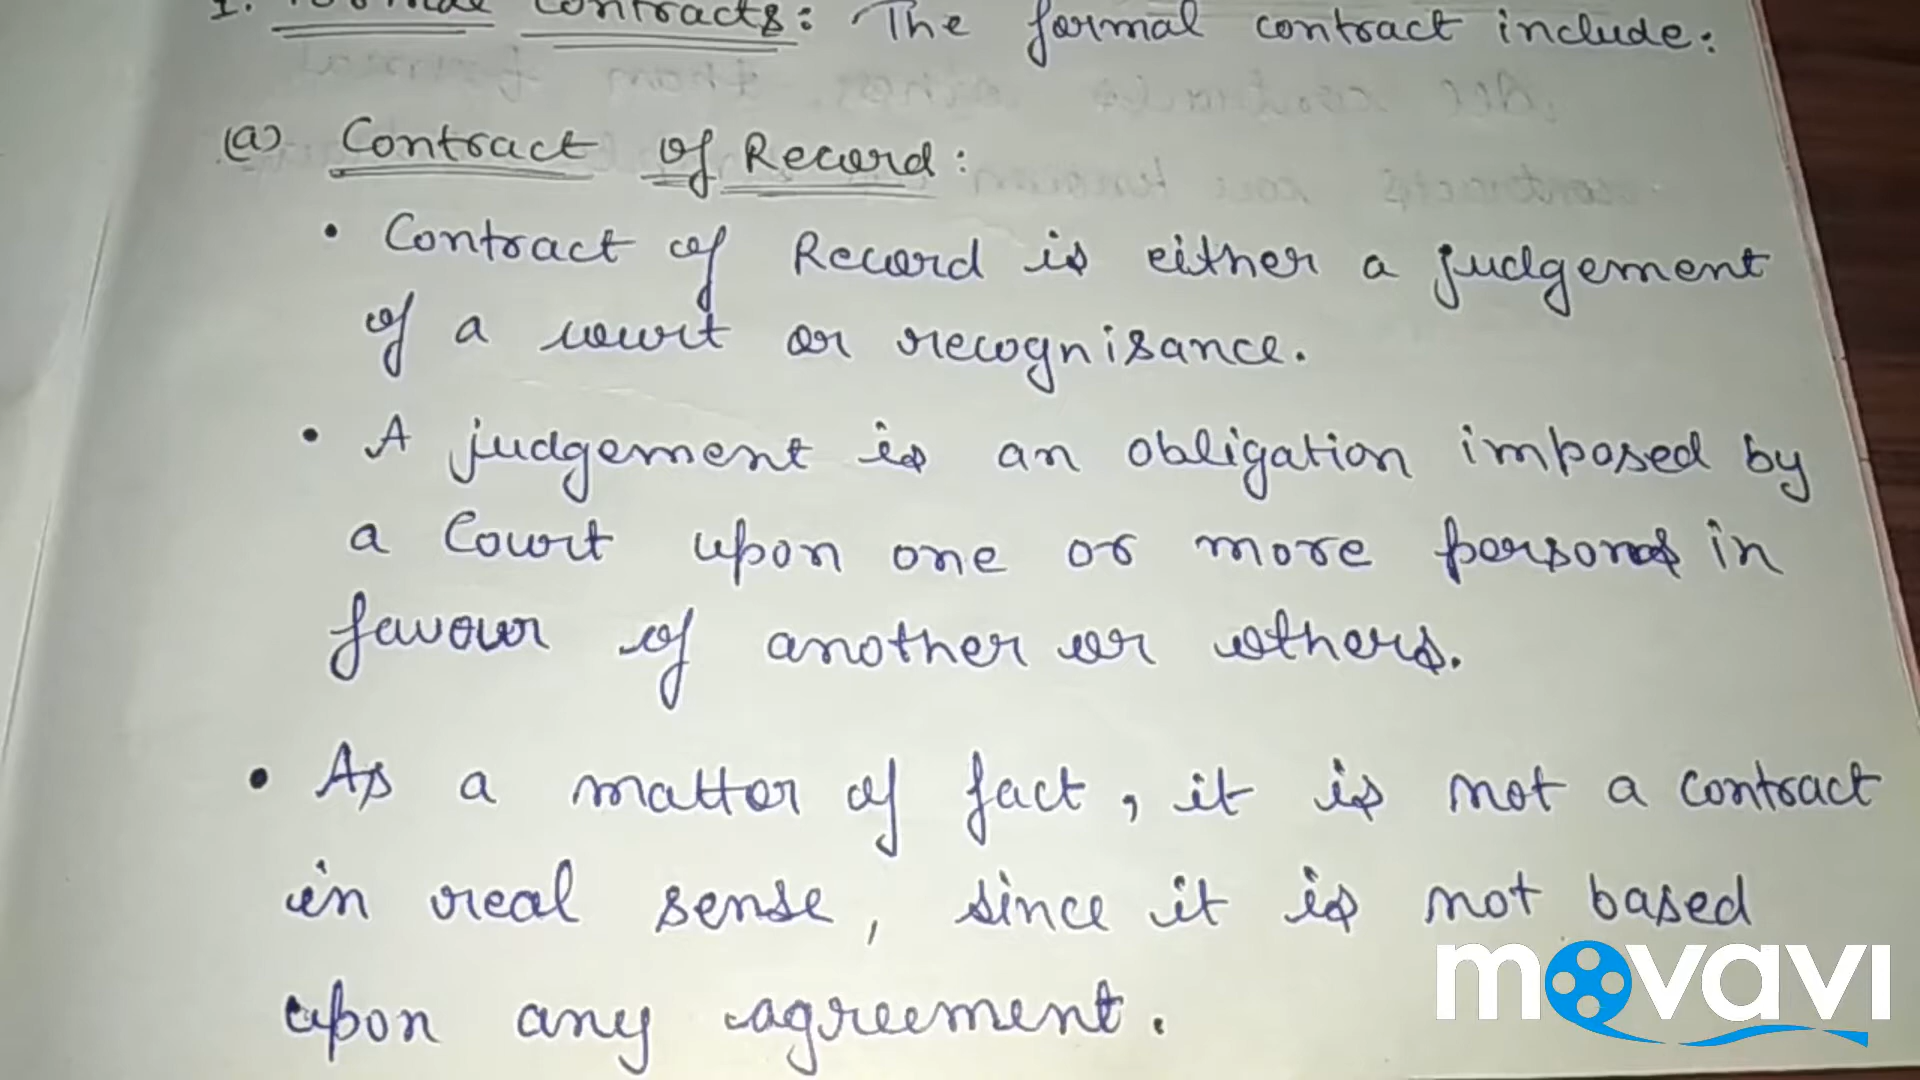 1. Formal Contracts: The formal contract include:
(a) Contract of Record:
• Contract of Record is either a judgement
of a court or recognisance.
• A judgement is an obligation imposed by
a Court upon one or more persons in
favour of another or others.
• As a matter of fact, it is not a contract
in real sense, since it is not based
upon any agreement.
movavi